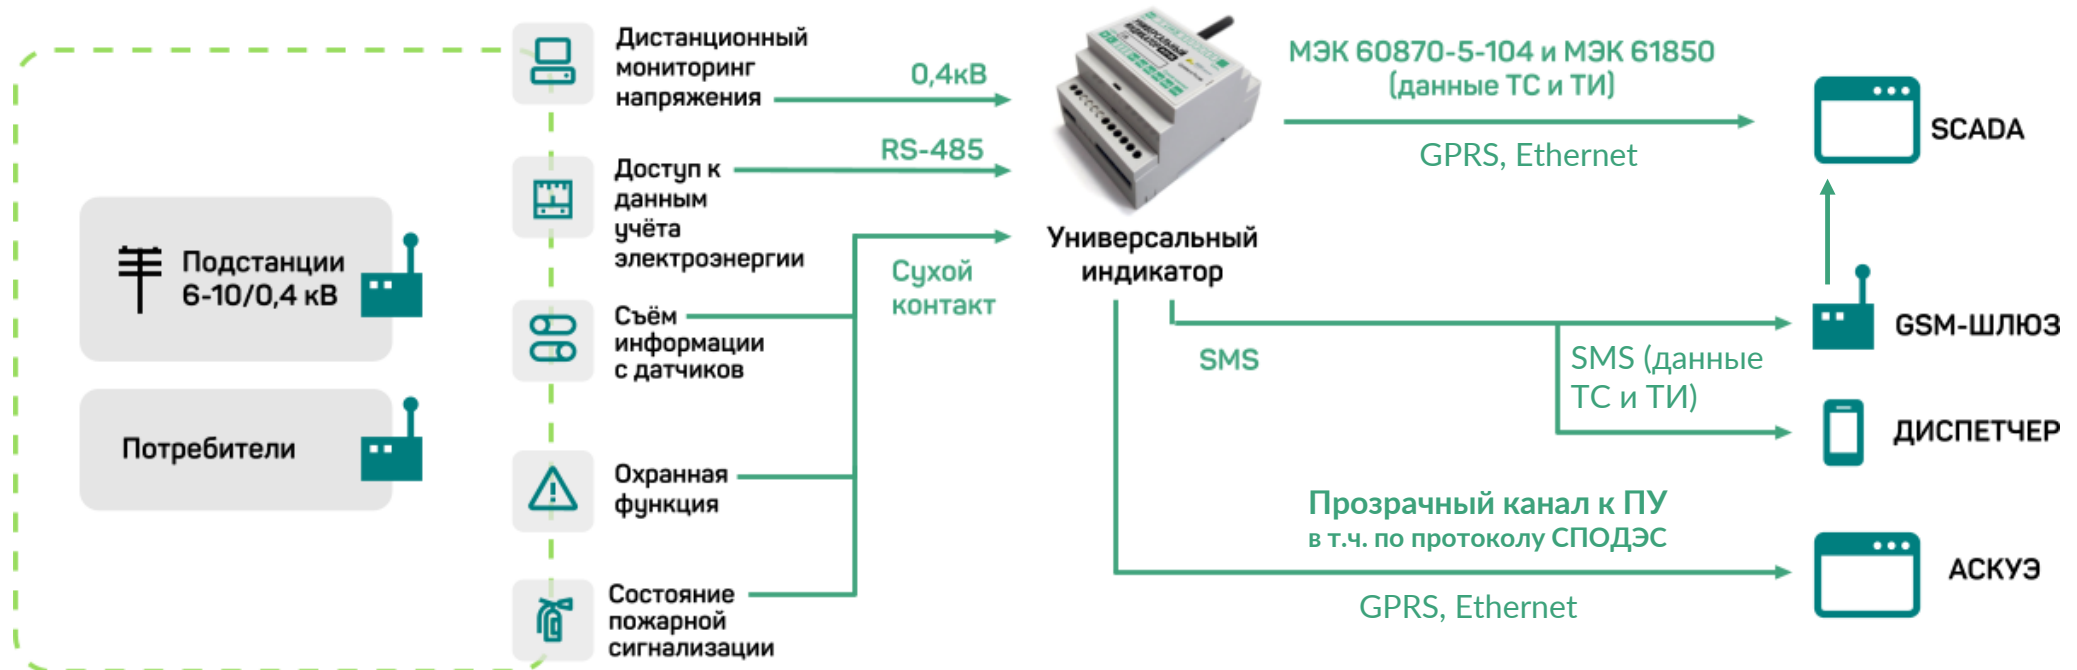 Дистанционный
мониторинг
напряжения
0,4кВ
Доступ к
данным
учёта
электроэнергии
RS-485
Подстанции
6-10/0,4 кВ
Потребители
Съём
информации
с датчиков
Сухой
контакт
Охранная
функция
Состояние
пожарной
сигнализации
УНИВЕРСАЛЬНЫЙ
ИНДИКАТОР
Универсальный
индикатор
МЭК 60870-5-104 и МЭК 61850
(данные ТС и ТИ)
GPRS, Ethernet
SCADA
SMS
GSM-ШЛЮЗ
SMS (данные
ТС и ТИ)
ДИСПЕТЧЕР
Прозрачный канал к ПУ
в т.ч. по протоколу СПОДЭС
GPRS, Ethernet
АСКУЭ